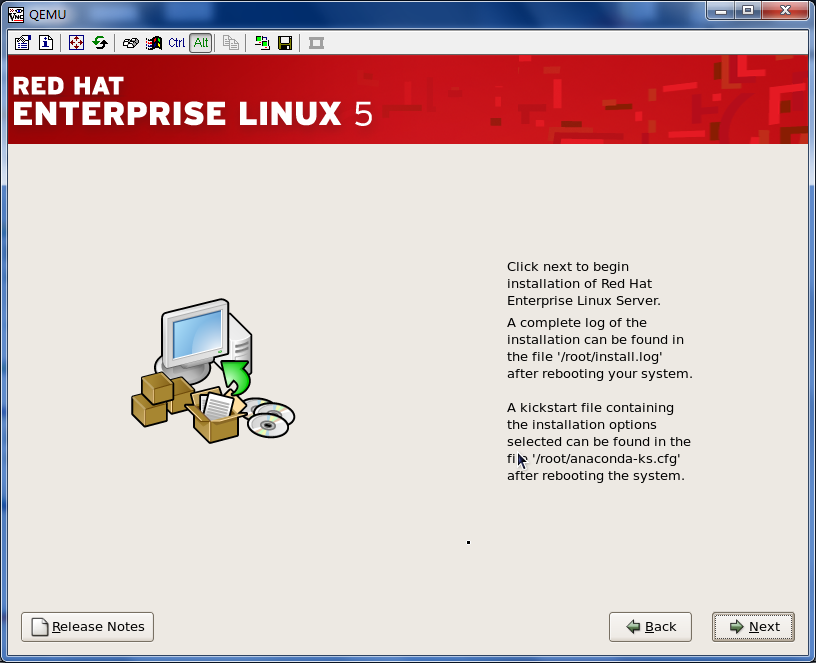 QEMU
Ctrl Alt
RED HAT
ENTERPRISE LINUX 5
Click next to begin
installation of Red Hat
Enterprise Linux Server.
A complete log of the
installation can be found in
the file '/root/install.log'
after rebooting your system.
A kickstart file containing
the installation options
selected can be found in the
file '/root/anaconda-ks.cfg'
after rebooting the system.
Release Notes
Back
Next